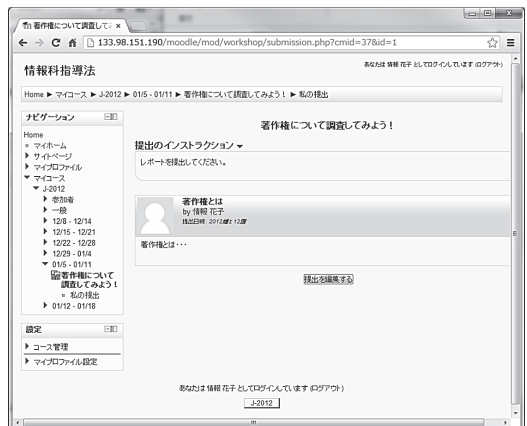 著作権について調査してみ
133.98.151.190/moodle/mod/workshop/submission.php?cmid=37&id=1
情報科指導法
あなたは 情報 花子 としてログインしています (ログアウト)
Home ▶ マイコース ▶ J-2012 ▶ 01/5 - 01/11 ▶ 著作権について調査してみよう! ▶ 私の提出
ナビゲーション
Home
マイホーム
サイトページ
マイプロファイル
マイコース
J-2012
参加者
一般
12/8 - 12/14
12/15 - 12/21
12/22 - 12/28
12/29 - 01/4
01/5 - 01/11
著作権について
調査してみよう!
私の提出
01/12 - 01/18
設定
コース管理
マイプロファイル設定
著作権について調査してみよう!
提出のインストラクション
レポートを提出してください。
著作権とは
by 情報 花子
提出日時: 2012
著作権とは・・・
提出を編集する
あなたは 情報 花子 としてログインしています (ログアウト)
J-2012